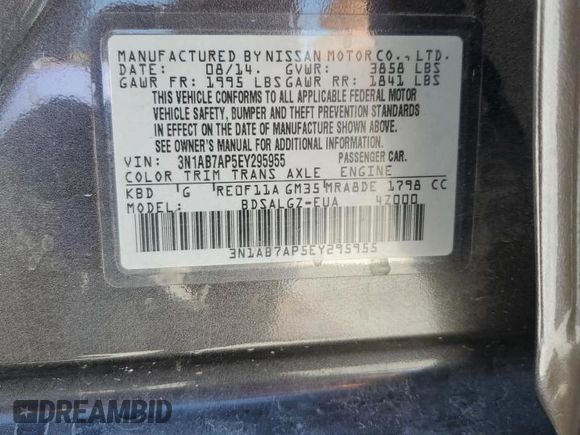 MANUFACTURED BY NISSAN MOTOR CO., LTD.
DATE: 08/14. GVWR: 3858 LBS
GAWR FR: 1995 LBS GAWR RR: 1841 LBS
THIS VEHICLE CONFORMS TO ALL APPLICABLE FEDERAL MOTOR
VEHICLE SAFETY, BUMPER AND THEFT PREVENTION STANDARDS
IN EFFECT ON THE DATE OF MANUFACTURE SHOWN ABOVE.
SEE OWNER'S MANUAL FOR ADDITIONAL INFORMATION.
VIN: 3N1AB7AP5EY295955 PASSENGER CAR.
COLOR TRIM TRANS AXLE ENGINE
KBD G RE0F11A GM35 MRA8DE 1798 CC
MODEL: BDSALGZ-EUA 4Z000
3N1AB7AP5EY295955
DREAMBID